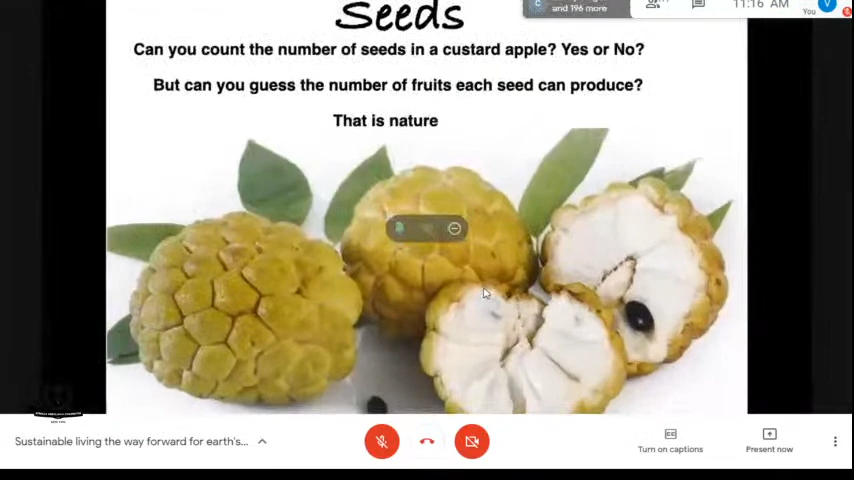 Seeds
and 196 more
11:16 AM
You
V
C
Can you count the number of seeds in a custard apple? Yes or No?
But can you guess the number of fruits each seed can produce?
That is nature
Sustainable living the way forward for earth's...
Turn on captions
Present now